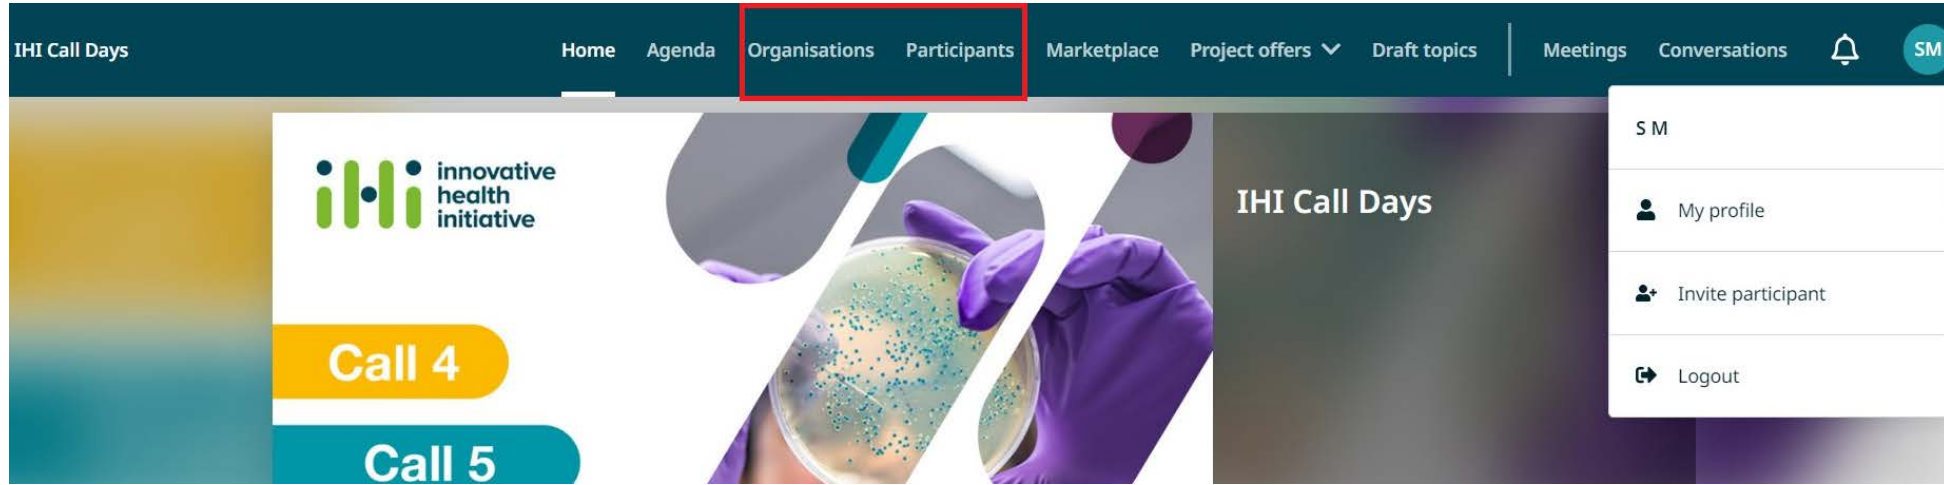 IHI Call Days Home Agenda Organisations Participants Marketplace Project offers Draft topics Meetings Conversations SM
S M
My profile
Invite participant
Logout
innovative
health
initiative
IHI Call Days
Call 4
Call 5